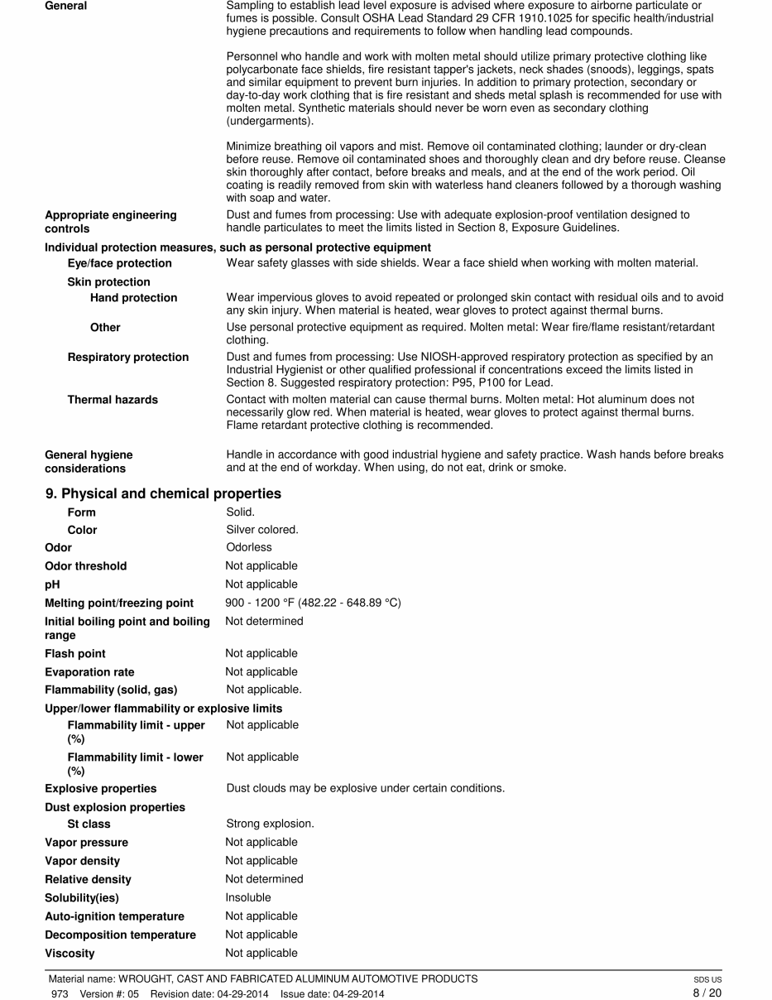 General Sampling to establish lead level exposure is advised where exposure to airborne particulate or
fumes is possible. Consult OSHA Lead Standard 29 CFR 1910.1025 for specific health/industrial
hygiene precautions and requirements to follow when handling lead compounds.
Personnel who handle and work with molten metal should utilize primary protective clothing like
polycarbonate face shields, fire resistant tapper's jackets, neck shades (snoods), leggings, spats
and similar equipment to prevent burn injuries. In addition to primary protection, secondary or
day-to-day work clothing that is fire resistant and sheds metal splash is recommended for use with
molten metal. Synthetic materials should never be worn even as secondary clothing
(undergarments).
Minimize breathing oil vapors and mist. Remove oil contaminated clothing; launder or dry-clean
before reuse. Remove oil contaminated shoes and thoroughly clean and dry before reuse. Cleanse
skin thoroughly after contact, before breaks and meals, and at the end of the work period. Oil
coating is readily removed from skin with waterless hand cleaners followed by a thorough washing
with soap and water.
Appropriate engineering Dust and fumes from processing: Use with adequate explosion-proof ventilation designed to
controls handle particulates to meet the limits listed in Section 8, Exposure Guidelines.
Individual protection measures, such as personal protective equipment
Eye/face protection Wear safety glasses with side shields. Wear a face shield when working with molten material.
Skin protection
Hand protection Wear impervious gloves to avoid repeated or prolonged skin contact with residual oils and to avoid
any skin injury. When material is heated, wear gloves to protect against thermal burns.
Other Use personal protective equipment as required. Molten metal: Wear fire/flame resistant/retardant
clothing.
Respiratory protection Dust and fumes from processing: Use NIOSH-approved respiratory protection as specified by an
Industrial Hygienist or other qualified professional if concentrations exceed the limits listed in
Section 8. Suggested respiratory protection: P95, P100 for Lead.
Thermal hazards Contact with molten material can cause thermal burns. Molten metal: Hot aluminum does not
necessarily glow red. When material is heated, wear gloves to protect against thermal burns.
Flame retardant protective clothing is recommended.
General hygiene Handle in accordance with good industrial hygiene and safety practice. Wash hands before breaks
considerations and at the end of workday. When using, do not eat, drink or smoke.
9. Physical and chemical properties
Form Solid.
Color Silver colored.
Odor Odorless
Odor threshold Not applicable
pH Not applicable
Melting point/freezing point 900 - 1200 °F (482.22 - 648.89 °C)
Initial boiling point and boiling Not determined
range
Flash point Not applicable
Evaporation rate Not applicable
Flammability (solid, gas) Not applicable.
Upper/lower flammability or explosive limits
Flammability limit - upper Not applicable
(%)
Flammability limit - lower Not applicable
(%)
Explosive properties Dust clouds may be explosive under certain conditions.
Dust explosion properties
St class Strong explosion.
Vapor pressure Not applicable
Vapor density Not applicable
Relative density Not determined
Solubility(ies) Insoluble
Auto-ignition temperature Not applicable
Decomposition temperature Not applicable
Viscosity Not applicable
Material name: WROUGHT, CAST AND FABRICATED ALUMINUM AUTOMOTIVE PRODUCTS SDS US
973 Version #: 05 Revision date: 04-29-2014 Issue date: 04-29-2014 8 / 20